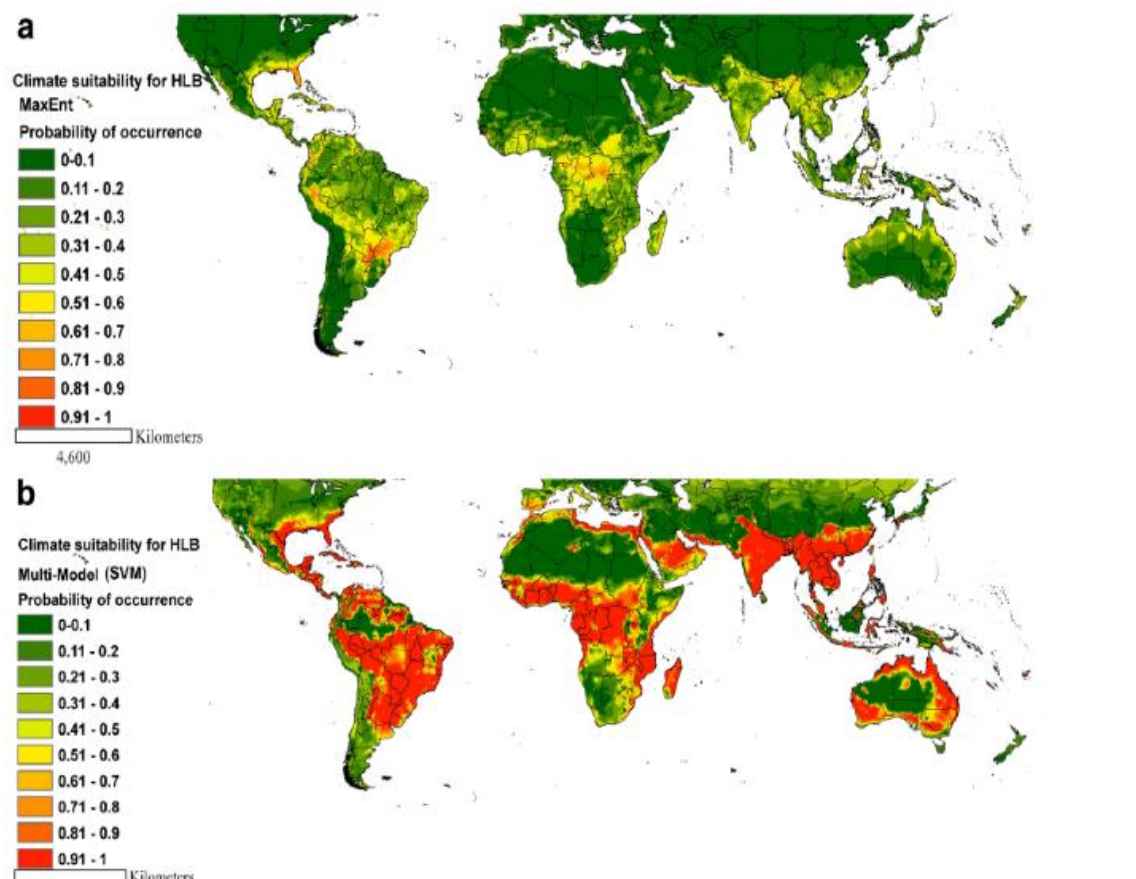 a
Climate suitability for HLB
MaxEnt
Probability of occurrence
0-0.1
0.11 - 0.2
0.21 - 0.3
0.31 - 0.4
0.41 - 0.5
0.51 - 0.6
0.61 - 0.7
0.71 - 0.8
0.81 - 0.9
0.91 - 1
Kilometers
4,600
b
Climate suitability for HLB
Multi-Model (SVM)
Probability of occurrence
0-0.1
0.11 - 0.2
0.21 - 0.3
0.31 - 0.4
0.41 - 0.5
0.51 - 0.6
0.61 - 0.7
0.71 - 0.8
0.81 - 0.9
0.91 - 1
Kilometers